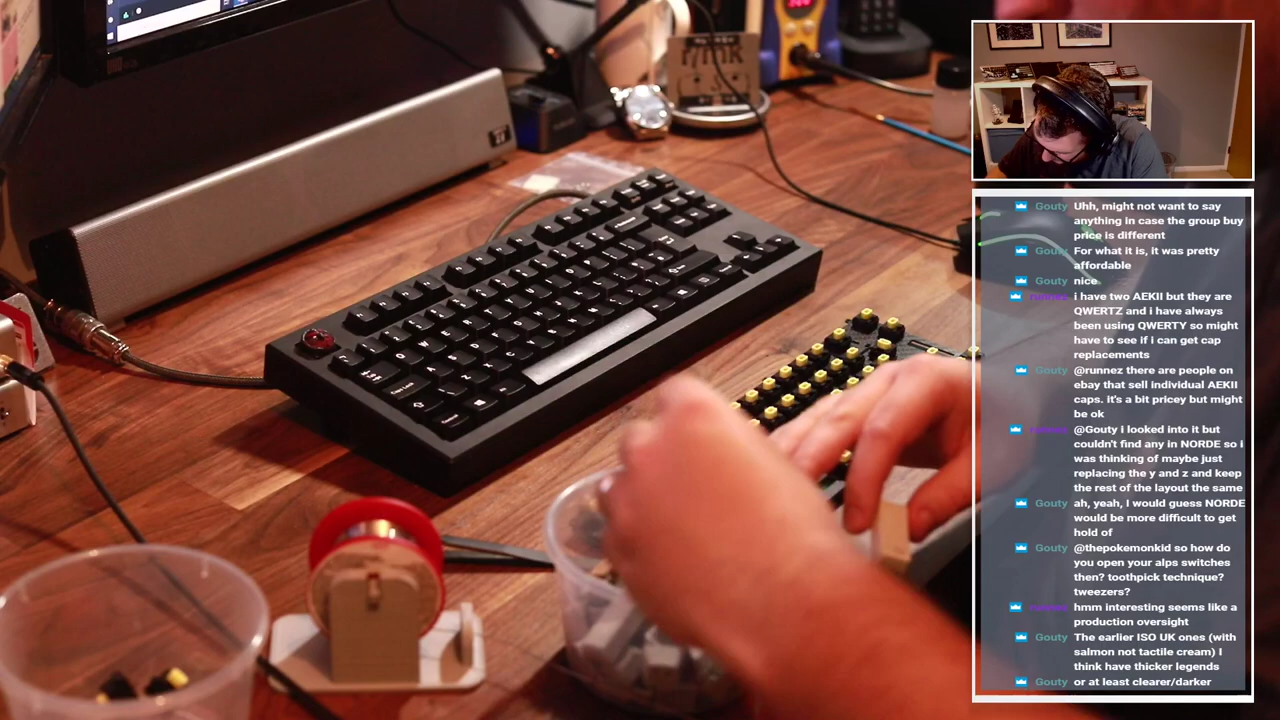 Gouty Uhh, might not want to say
anything in case the group buy
price is different
Gouty For what it is, it was pretty
affordable
Gouty nice
runnez i have two AEKII but they are
QWERTZ and i have always
been using QWERTY so might
have to see if i can get cap
replacements
Gouty @runnez there are people on
ebay that sell individual AEKII
caps. it's a bit pricey but might
be ok
runnez @Gouty i looked into it but
couldn't find any in NORDE so i
was thinking of maybe just
replacing the y and z and keep
the rest of the layout the same
Gouty ah, yeah, I would guess NORDE
would be more difficult to get
hold of
Gouty @thepokemonkid so how do
you open your alps switches
then? toothpick technique?
tweezers?
runnez hmm interesting seems like a
production oversight
Gouty The earlier ISO UK ones (with
salmon not tactile cream) I
think have thicker legends
Gouty or at least clearer/darker